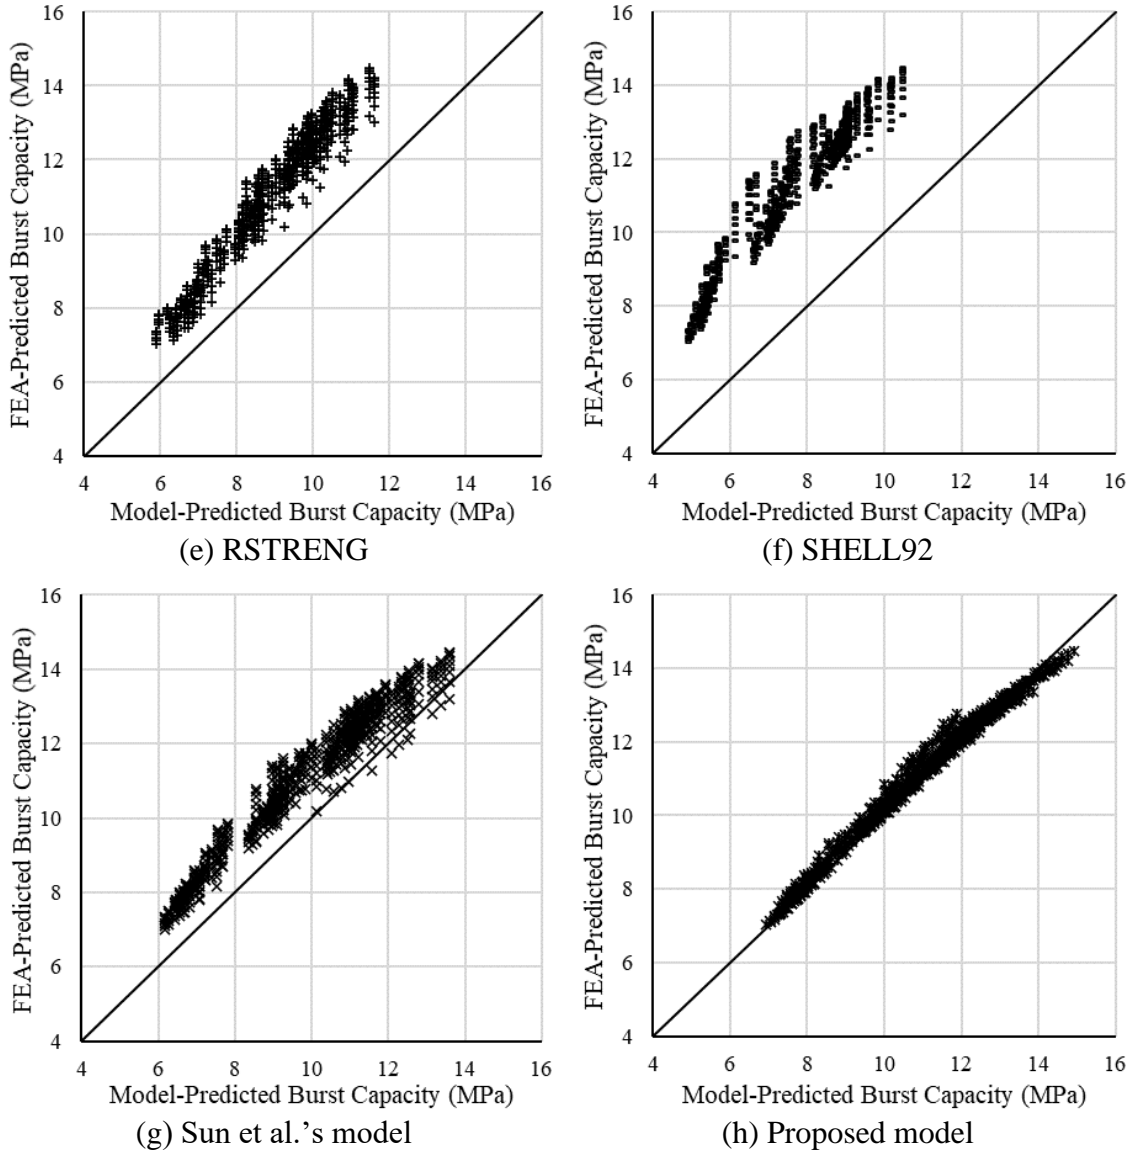 16
14
12
10
8
6
4
FEA-Predicted Burst Capacity (MPa)
4 6 8 10 12 14 16
Model-Predicted Burst Capacity (MPa)
(e) RSTRENG
16
14
12
10
8
6
4
FEA-Predicted Burst Capacity (MPa)
4 6 8 10 12 14 16
Model-Predicted Burst Capacity (MPa)
(f) SHELL92
16
14
12
10
8
6
4
FEA-Predicted Burst Capacity (MPa)
4 6 8 10 12 14 16
Model-Predicted Burst Capacity (MPa)
(g) Sun et al.’s model
16
14
12
10
8
6
4
FEA-Predicted Burst Capacity (MPa)
4 6 8 10 12 14 16
Model-Predicted Burst Capacity (MPa)
(h) Proposed model